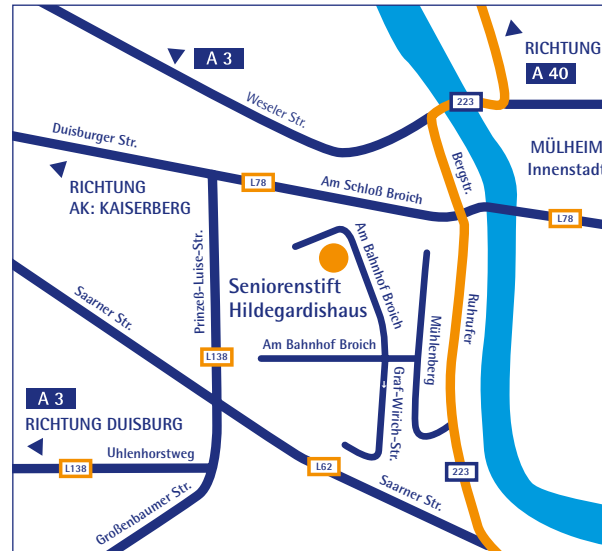 A 3
RICHTUNG
A 40
223
Weseler Str.
Duisburger Str.
Bergstr.
MÜLHEIM
Innenstadt
RICHTUNG
AK: KAISERBERG
L78
Am Schloß Broich
L78
Prinzeß-Luise-Str.
Am Bahnhof Broich
Seniorenstift
Hildegardishaus
Saarner Str.
Ruhrufer
Mühlenberg
Am Bahnhof Broich
L138
Graf-Wirich-Str.
A 3
RICHTUNG DUISBURG
Uhlenhorstweg
L138
L62
223
Saarner Str.
Großenbaumer Str.